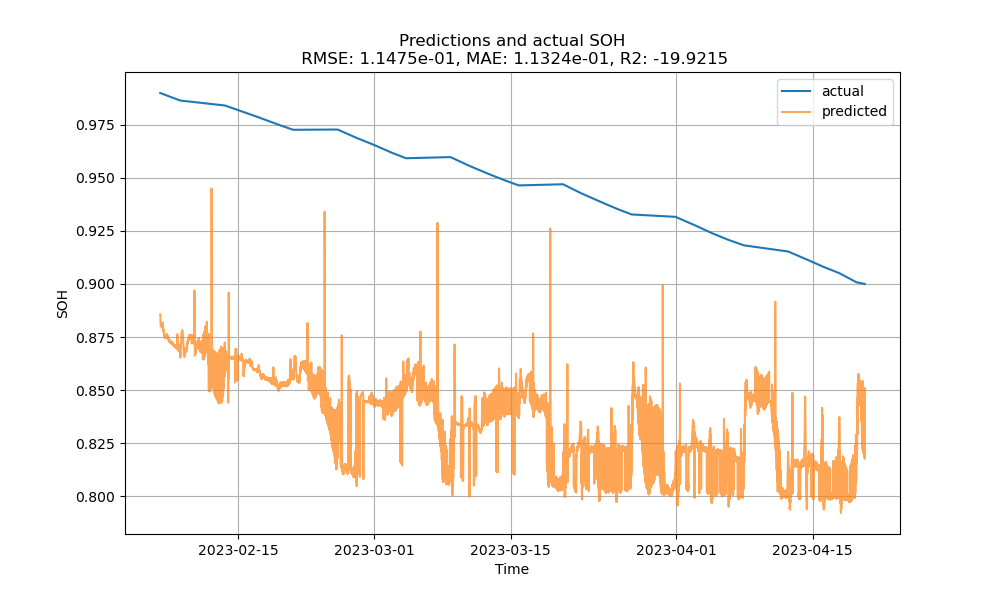 Predictions and actual SOH
RMSE: 1.1475e-01, MAE: 1.1324e-01, R2: -19.9215
actual
predicted
0.975
0.950
0.925
0.900
0.875
0.850
0.825
0.800
SOH
2023-02-15
2023-03-01
2023-03-15
2023-04-01
2023-04-15
Time